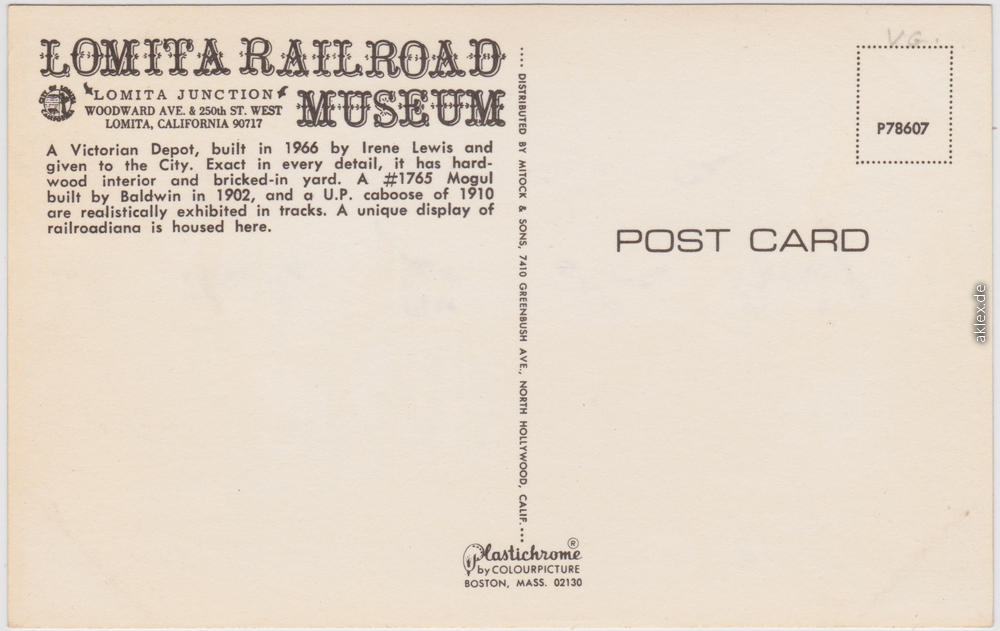 LOMITA RAILROAD
MUSEUM
LOMITA JUNCTION
WOODWARD AVE. & 250th ST. WEST
LOMITA, CALIFORNIA 90717
A Victorian Depot, built in 1966 by Irene Lewis and
given to the City. Exact in every detail, it has hard-
wood interior and bricked-in yard. A #1765 Mogul
built by Baldwin in 1902, and a U.P. caboose of 1910
are realistically exhibited in tracks. A unique display of
railroadiana is housed here.
.... DISTRIBUTED BY MITOCK & SONS, 7410 GREENBUSH AVE., NORTH HOLLYWOOD, CALIF. ...
Plastichrome ®
by COLOURPICTURE
BOSTON, MASS. 02130
V.G.
P78607
POST CARD
aklex.de